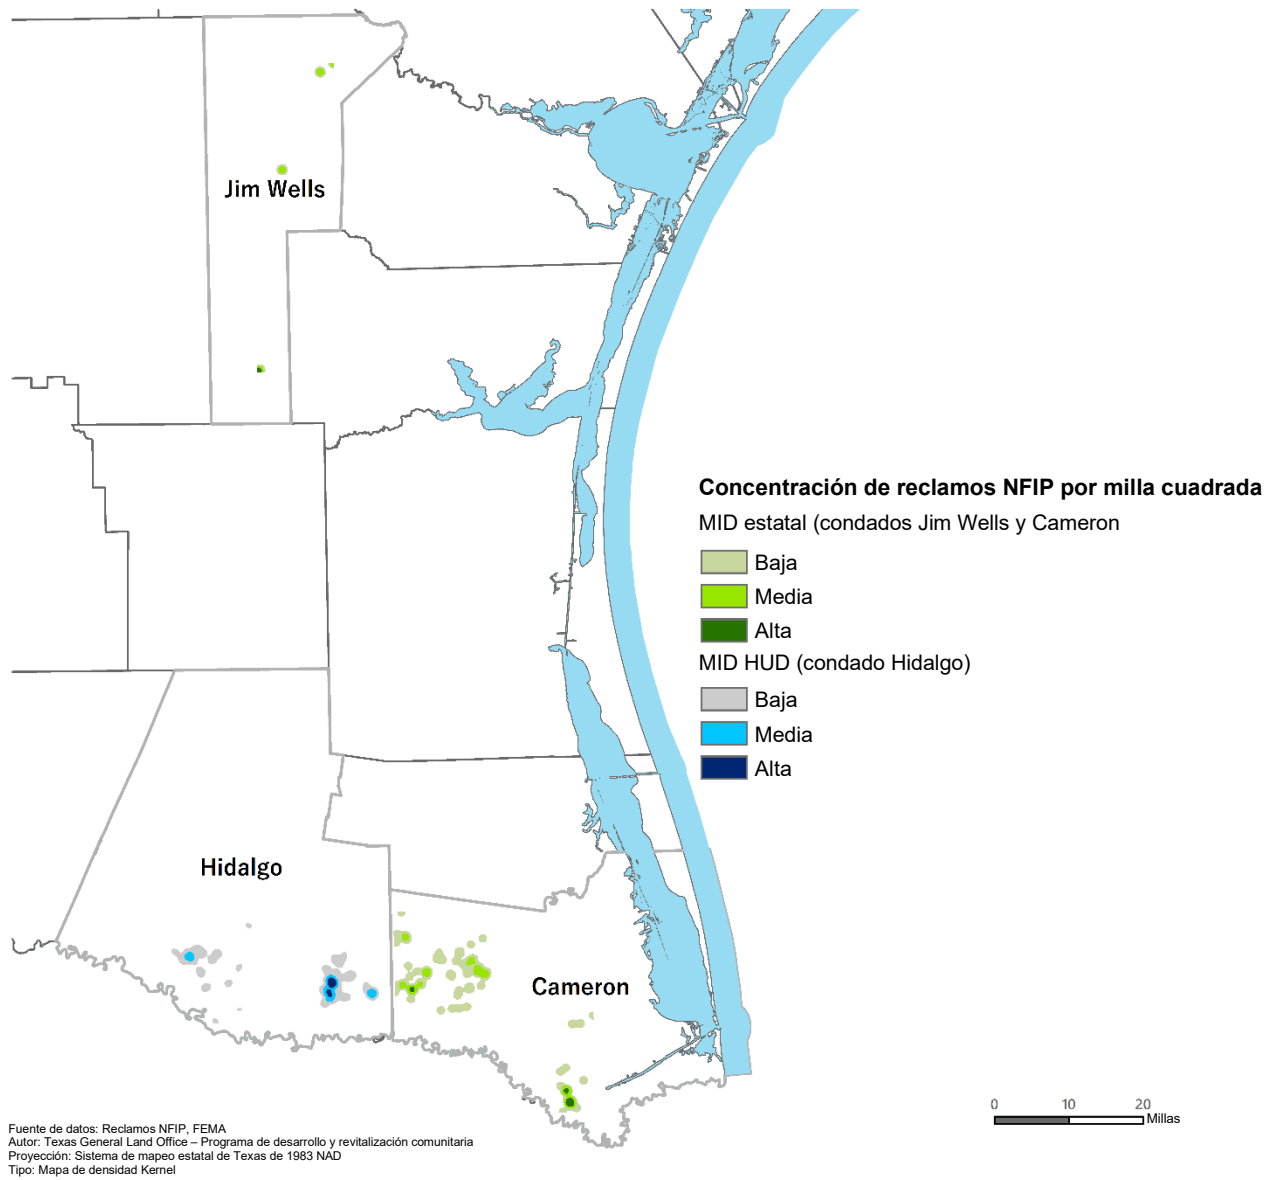 Jim Wells
Concentración de reclamos NFIP por milla cuadrada
MID estatal (condados Jim Wells y Cameron
Baja
Media
Alta
MID HUD (condado Hidalgo)
Baja
Media
Alta
Hidalgo
Cameron
0 10 20
Millas
Fuente de datos: Reclamos NFIP, FEMA
Autor: Texas General Land Office – Programa de desarrollo y revitalización comunitaria
Proyección: Sistema de mapeo estatal de Texas de 1983 NAD
Tipo: Mapa de densidad Kernel